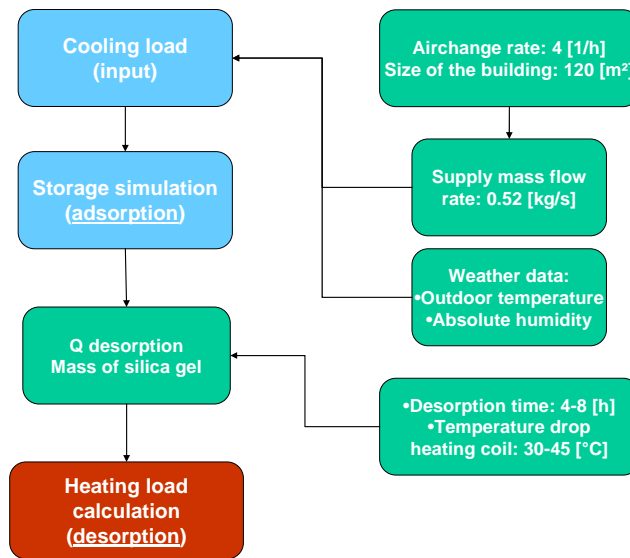 Cooling load
(input)
Airchange rate: 4 [1/h]
Size of the building: 120 [m²]
Storage simulation
(adsorption)
Supply mass flow
rate: 0.52 [kg/s]
Weather data:
•Outdoor temperature
•Absolute humidity
Q desorption
Mass of silica gel
•Desorption time: 4-8 [h]
•Temperature drop
heating coil: 30-45 [°C]
Heating load
calculation
(desorption)